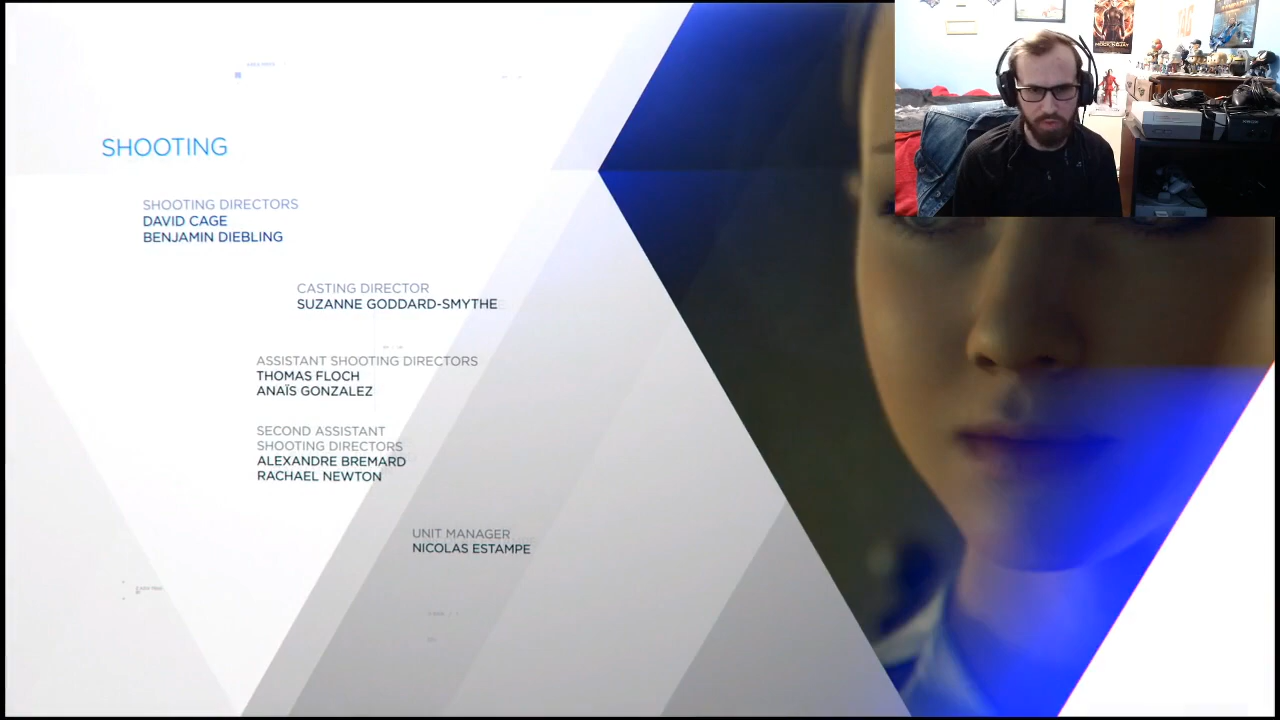 SHOOTING
SHOOTING DIRECTORS
DAVID CAGE
BENJAMIN DIEBLING
CASTING DIRECTOR
SUZANNE GODDARD-SMYTHE
ASSISTANT SHOOTING DIRECTORS
THOMAS FLOCH
ANAÏS GONZALEZ
SECOND ASSISTANT
SHOOTING DIRECTORS
ALEXANDRE BREMARD
RACHAEL NEWTON
UNIT MANAGER
NICOLAS ESTAMPE